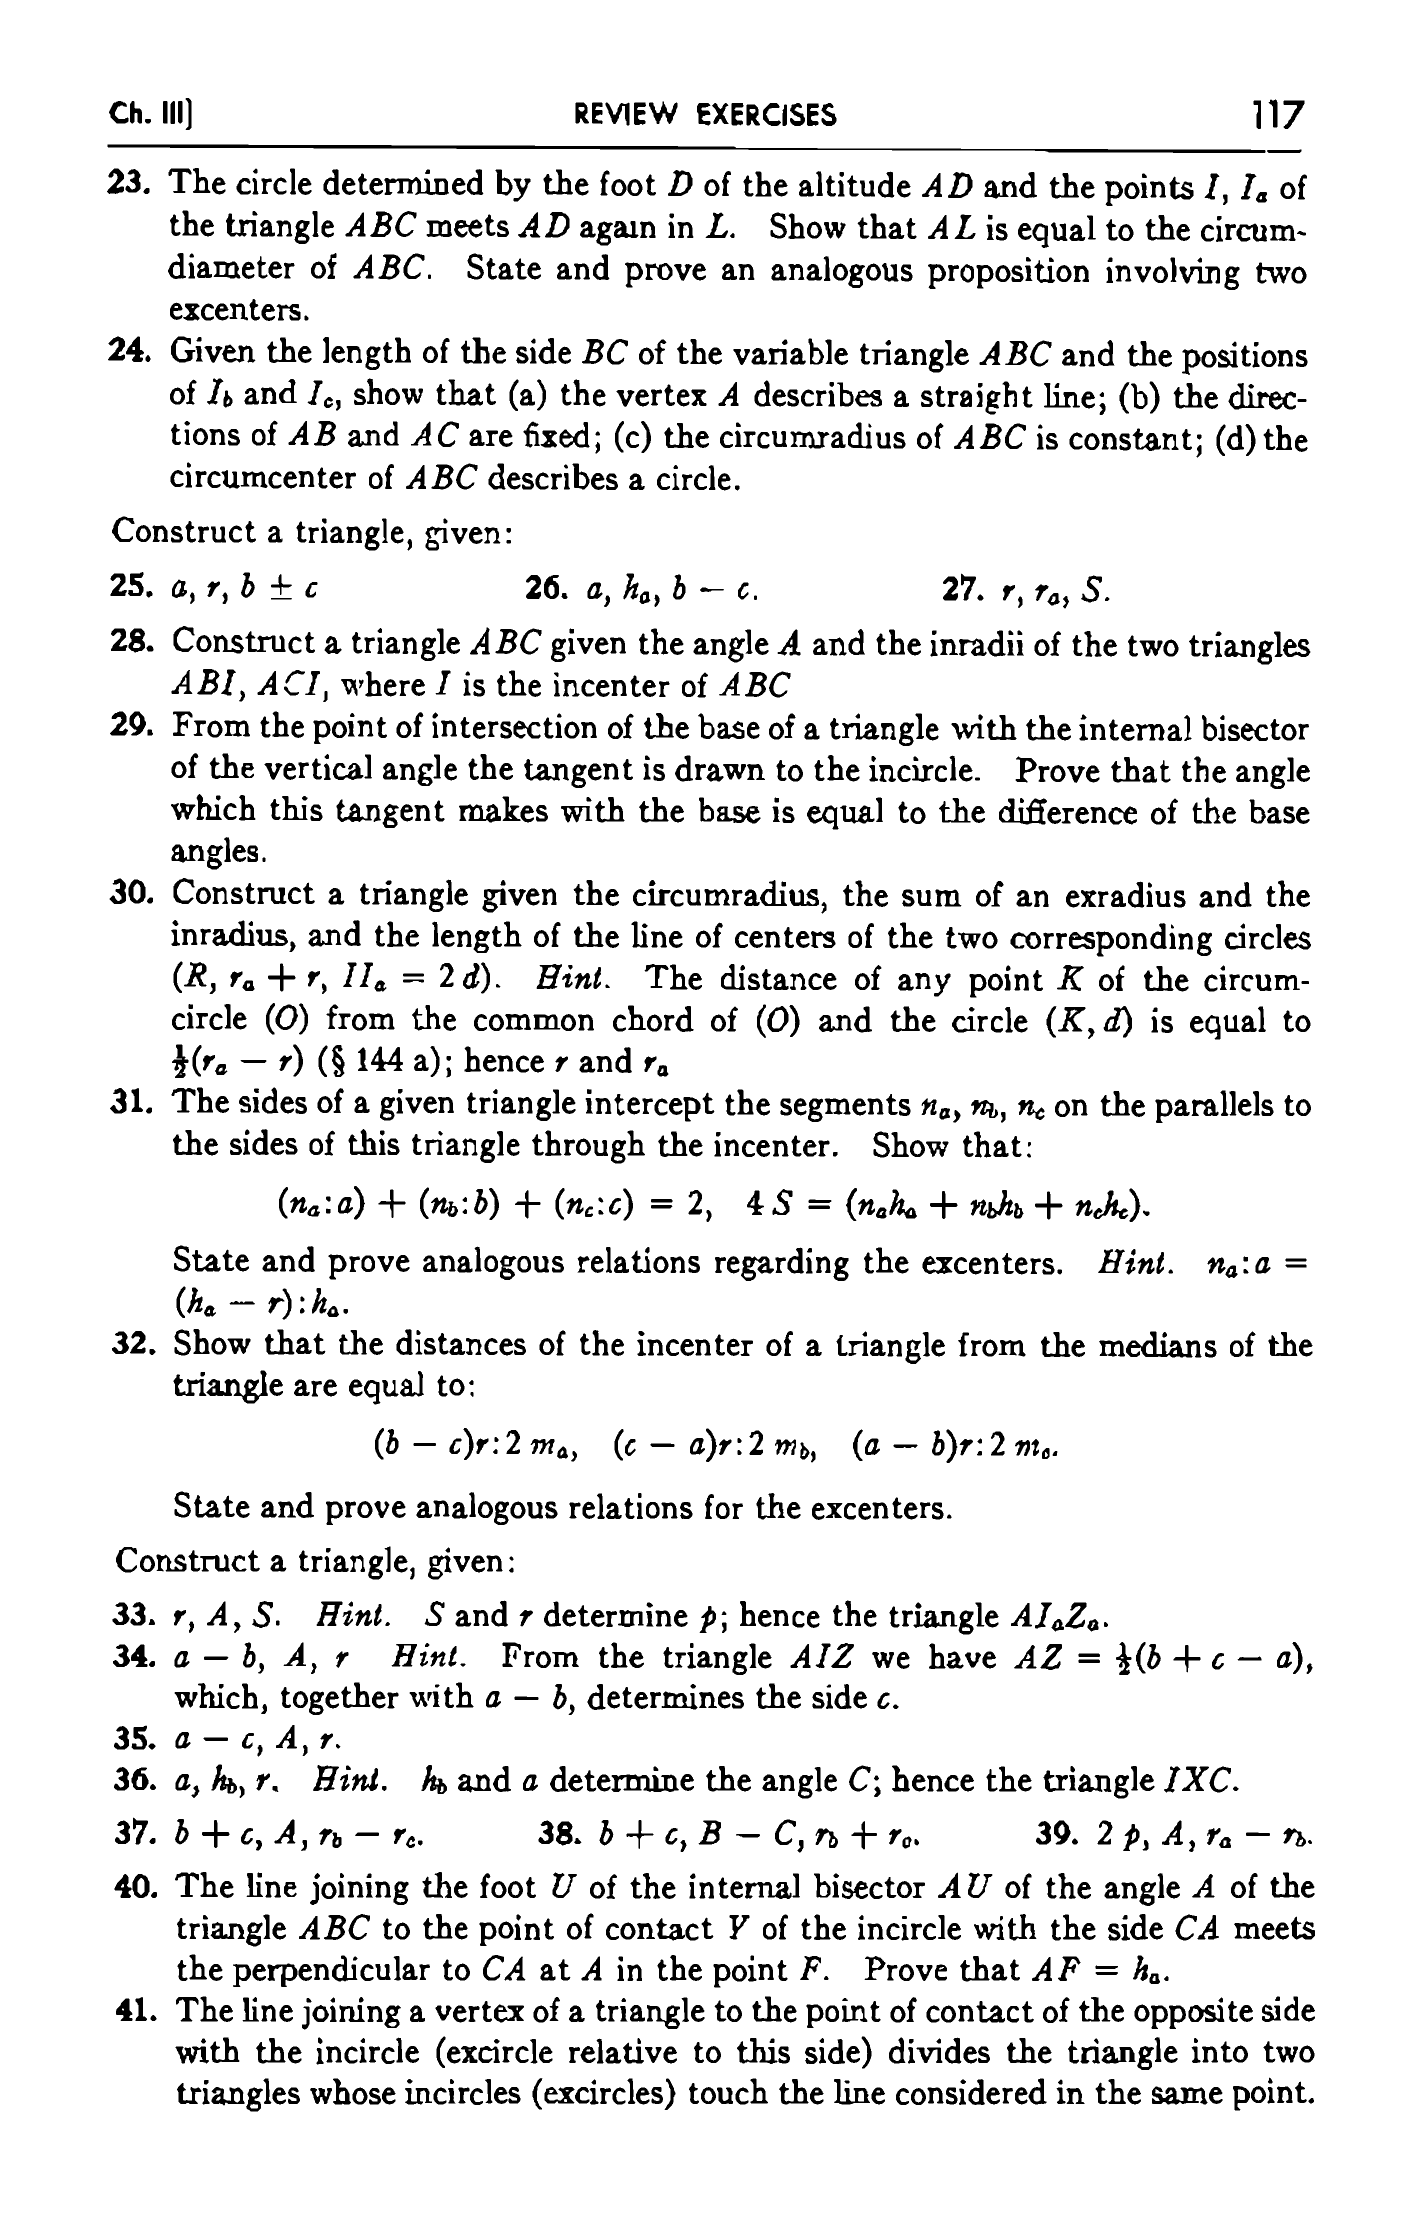 Ch. III] REVIEW EXERCISES 117
23. The circle determined by the foot D of the altitude AD and the points I, Iₐ of
the triangle ABC meets AD again in L. Show that AL is equal to the circum-
diameter of ABC. State and prove an analogous proposition involving two
excenters.
24. Given the length of the side BC of the variable triangle ABC and the positions
of I_b and I_c, show that (a) the vertex A describes a straight line; (b) the direc-
tions of AB and AC are fixed; (c) the circumradius of ABC is constant; (d) the
circumcenter of ABC describes a circle.
Construct a triangle, given:
25. a, r, b ± c 26. a, hₐ, b − c. 27. r, rₐ, S.
28. Construct a triangle ABC given the angle A and the inradii of the two triangles
ABI, ACI, where I is the incenter of ABC
29. From the point of intersection of the base of a triangle with the internal bisector
of the vertical angle the tangent is drawn to the incircle. Prove that the angle
which this tangent makes with the base is equal to the difference of the base
angles.
30. Construct a triangle given the circumradius, the sum of an exradius and the
inradius, and the length of the line of centers of the two corresponding circles
(R, rₐ + r, IIₐ = 2 d). Hint. The distance of any point K of the circum-
circle (O) from the common chord of (O) and the circle (K, d) is equal to
½(rₐ − r) (§ 144 a); hence r and rₐ
31. The sides of a given triangle intercept the segments nₐ, n_b, n_c on the parallels to
the sides of this triangle through the incenter. Show that:
(nₐ:a) + (n_b:b) + (n_c:c) = 2, 4 S = (nₐhₐ + n_bh_b + n_ch_c).
State and prove analogous relations regarding the excenters. Hint. nₐ:a =
(hₐ − r):hₐ.
32. Show that the distances of the incenter of a triangle from the medians of the
triangle are equal to:
(b − c)r:2 mₐ, (c − a)r:2 m_b, (a − b)r:2 m_c.
State and prove analogous relations for the excenters.
Construct a triangle, given:
33. r, A, S. Hint. S and r determine p; hence the triangle AIₐZₐ.
34. a − b, A, r Hint. From the triangle AIZ we have AZ = ½(b + c − a),
which, together with a − b, determines the side c.
35. a − c, A, r.
36. a, h_b, r. Hint. h_b and a determine the angle C; hence the triangle IXC.
37. b + c, A, r_b − r_c. 38. b + c, B − C, r_b + r_c. 39. 2 p, A, rₐ − r_b.
40. The line joining the foot U of the internal bisector AU of the angle A of the
triangle ABC to the point of contact Y of the incircle with the side CA meets
the perpendicular to CA at A in the point F. Prove that AF = hₐ.
41. The line joining a vertex of a triangle to the point of contact of the opposite side
with the incircle (excircle relative to this side) divides the triangle into two
triangles whose incircles (excircles) touch the line considered in the same point.